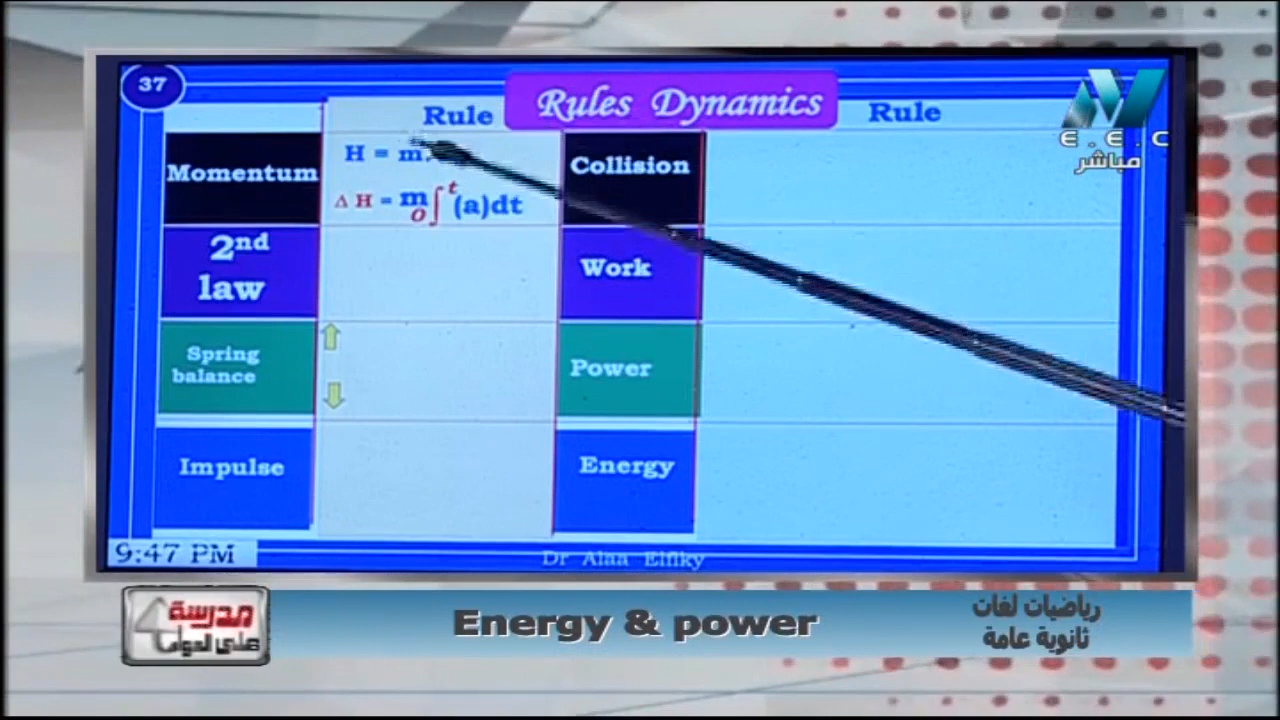 37
Rules Dynamics
Rule
Rule
Momentum
H = m
Δ H = m ∫ (a)dt
O
t
Collision
2nd
law
Work
Spring
balance
Power
Impulse
Energy
9:47 PM
Dr Alaa Elfiky
E.E.C
مباشر
مدرسة
على الهواء
Energy & power
رياضيات لغات
ثانوية عامة